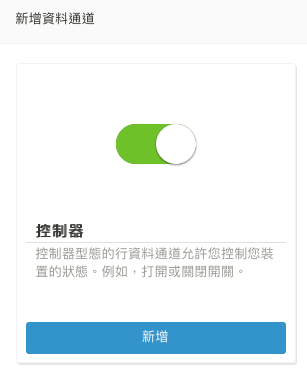 新增資料通道
控制器
控制器型態的行資料通道允許您控制您裝
置的狀態。例如，打開或關閉開關。
新增